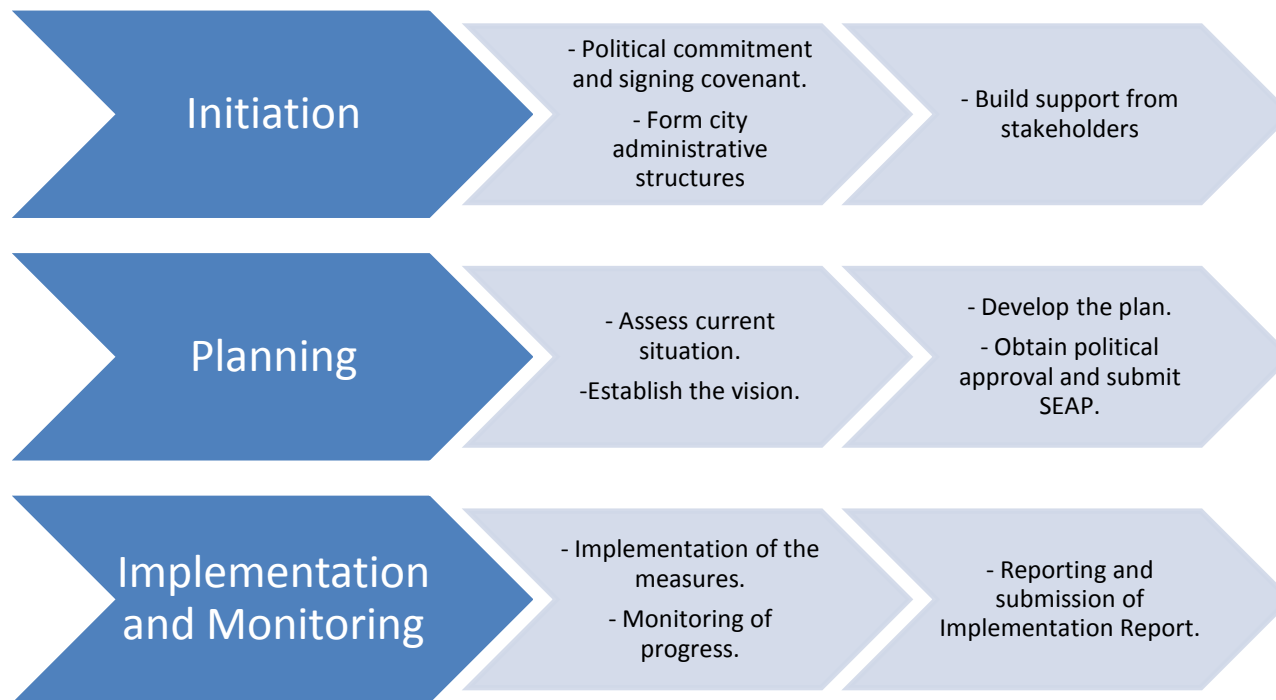 Initiation
- Political commitment
and signing covenant.
- Form city
administrative
structures
- Build support from
stakeholders
Planning
- Assess current
situation.
-Establish the vision.
- Develop the plan.
- Obtain political
approval and submit
SEAP.
Implementation
and Monitoring
- Implementation of the
measures.
- Monitoring of
progress.
- Reporting and
submission of
Implementation Report.